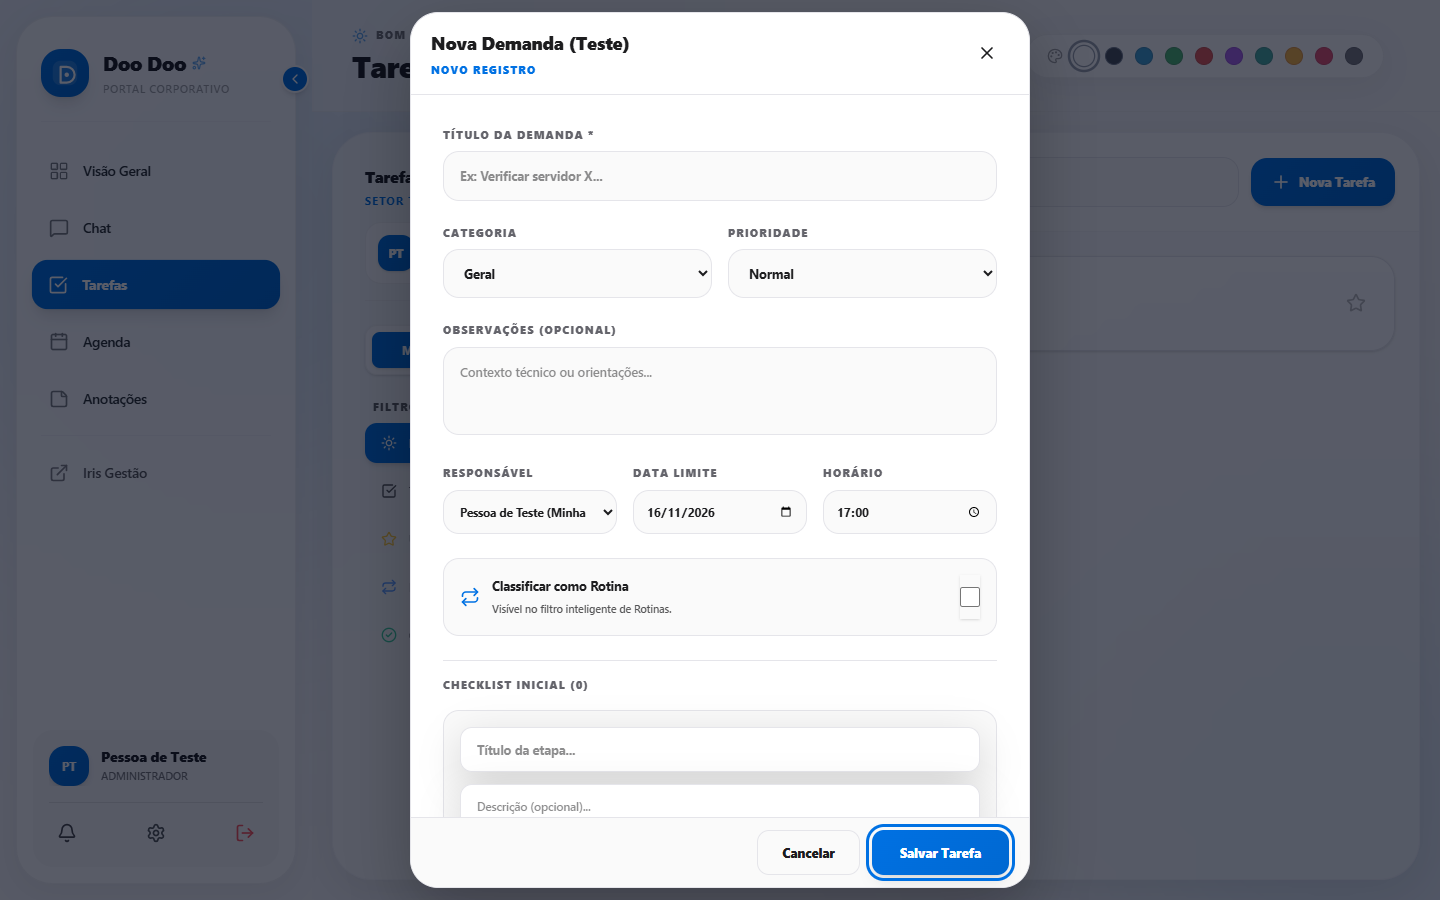 Doo Doo
PORTAL CORPORATIVO
Visão Geral
Chat
Tarefas
Agenda
Anotações
Iris Gestão
PT
Pessoa de Teste
ADMINISTRADOR
BOM
SETOR
PT
Nova Tarefa
Nova Demanda (Teste)
NOVO REGISTRO
TÍTULO DA DEMANDA *
Ex: Verificar servidor X...
CATEGORIA
PRIORIDADE
Geral
Normal
OBSERVAÇÕES (OPCIONAL)
Contexto técnico ou orientações...
RESPONSÁVEL
DATA LIMITE
HORÁRIO
Pessoa de Teste (Minha
16/11/2026
17:00
Classificar como Rotina
Visível no filtro inteligente de Rotinas.
CHECKLIST INICIAL (0)
Título da etapa...
Descrição (opcional)...
Cancelar
Salvar Tarefa